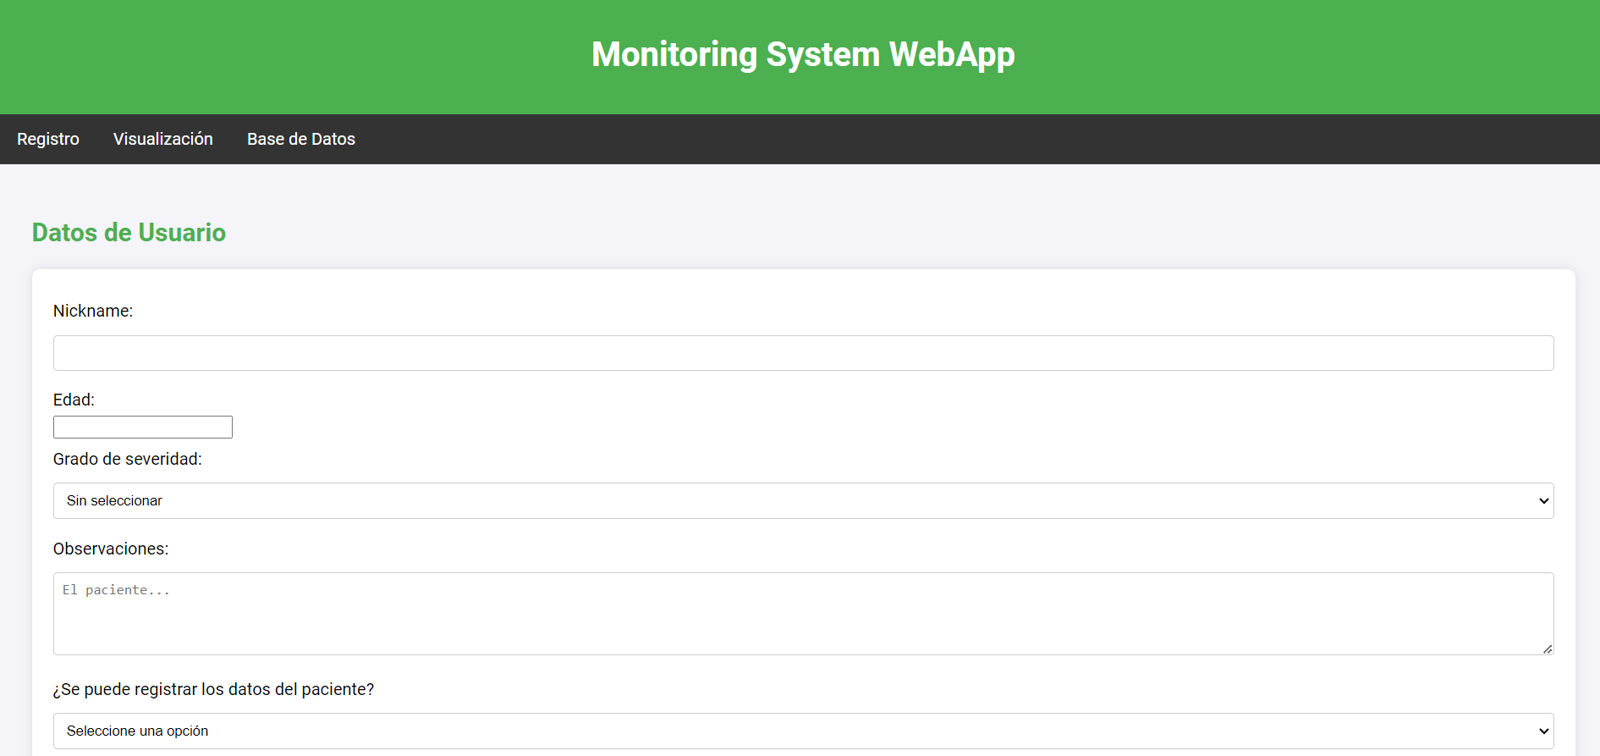 Monitoring System WebApp
Registro Visualización Base de Datos
Datos de Usuario
Nickname:
Edad:
Grado de severidad:
Sin seleccionar
Observaciones:
El paciente...
¿Se puede registrar los datos del paciente?
Seleccione una opción